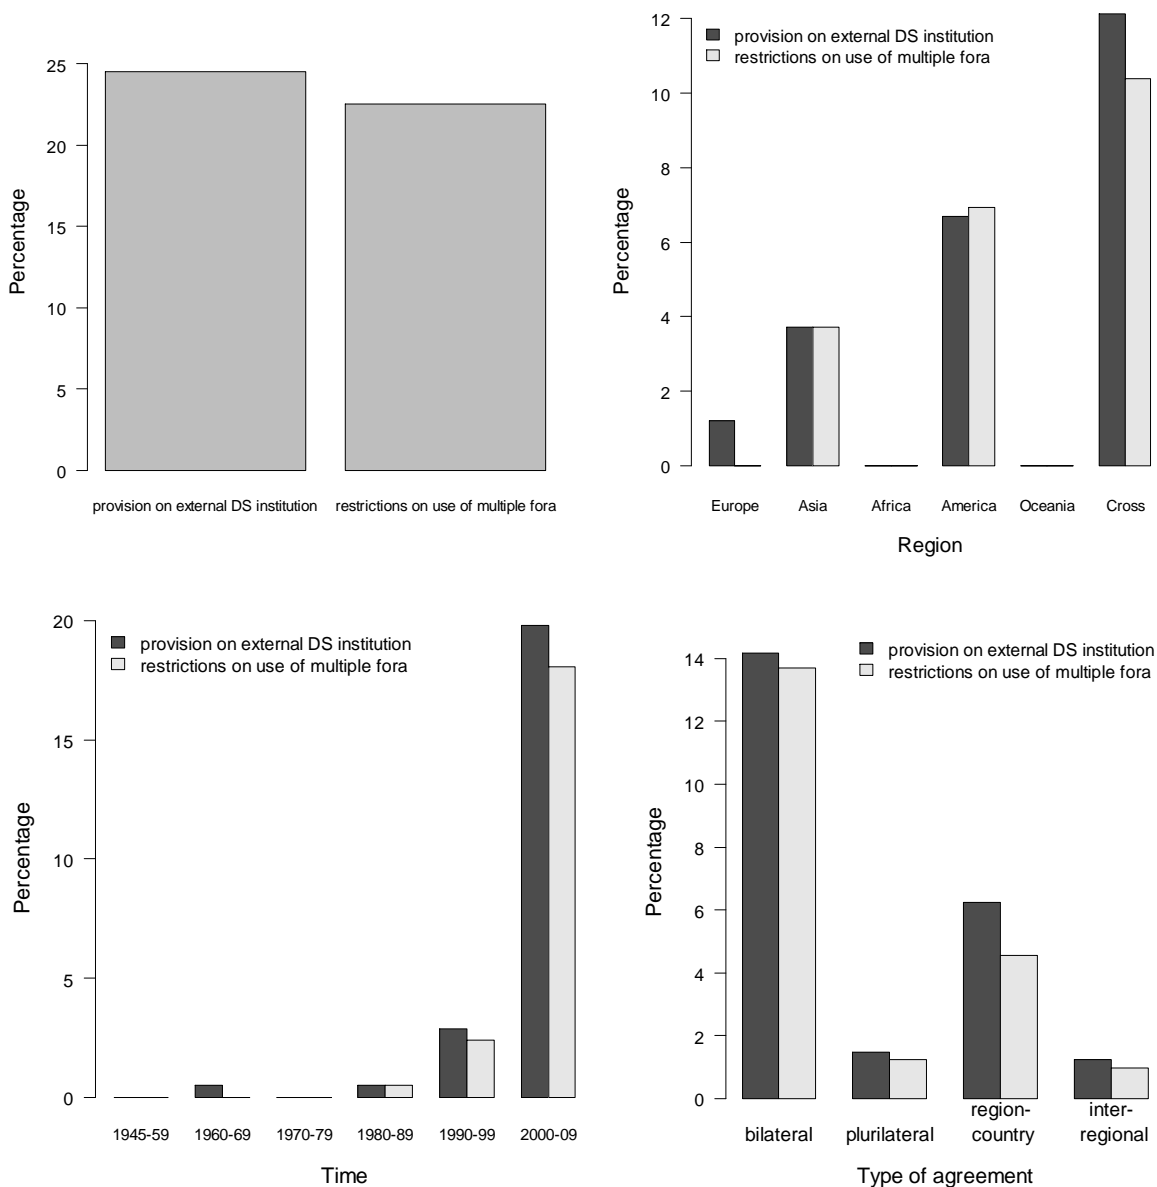 25
20
15
10
5
0
Percentage
provision on external DS institution
restrictions on use of multiple fora
12
10
8
6
4
2
0
Percentage
provision on external DS institution
restrictions on use of multiple fora
Europe Asia Africa America Oceania Cross
Region
20
15
10
5
0
Percentage
provision on external DS institution
restrictions on use of multiple fora
1945-59 1960-69 1970-79 1980-89 1990-99 2000-09
Time
14
12
10
8
6
4
2
0
Percentage
provision on external DS institution
restrictions on use of multiple fora
bilateral plurilateral region-
country inter-
regional
Type of agreement